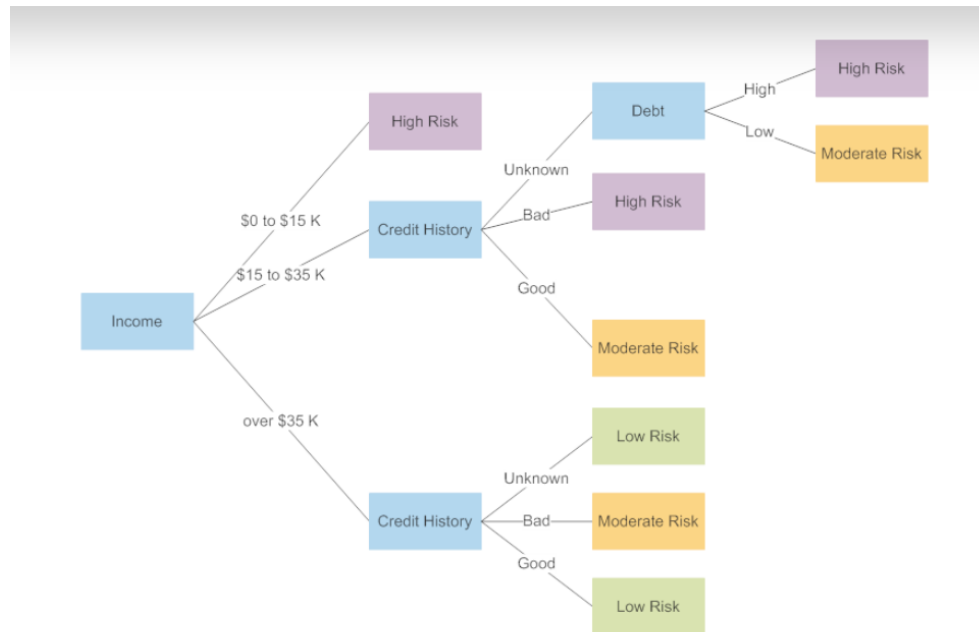 High Risk
High
Debt
Low
Moderate Risk
High Risk
Unknown
High Risk
Bad
$0 to $15 K
Credit History
$15 to $35 K
Good
Income
Moderate Risk
over $35 K
Low Risk
Unknown
Credit History
Bad
Moderate Risk
Good
Low Risk